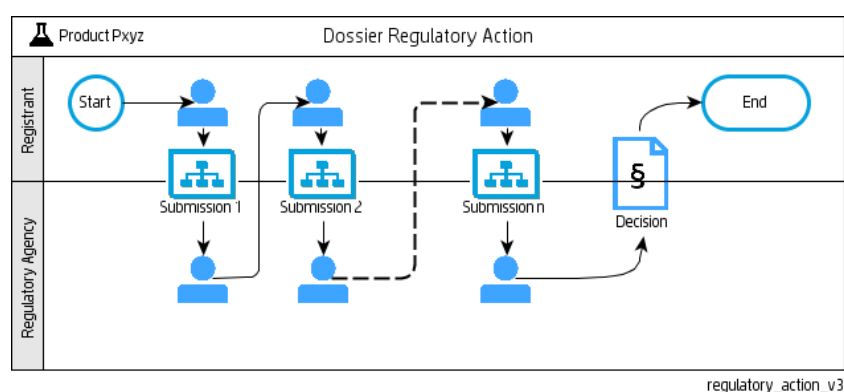 Product Pxyz
Dossier Regulatory Action
Registrant
Start
End
§
Submission 1
Submission 2
Submission n
Decision
Regulatory Agency
regulatory_action_v3